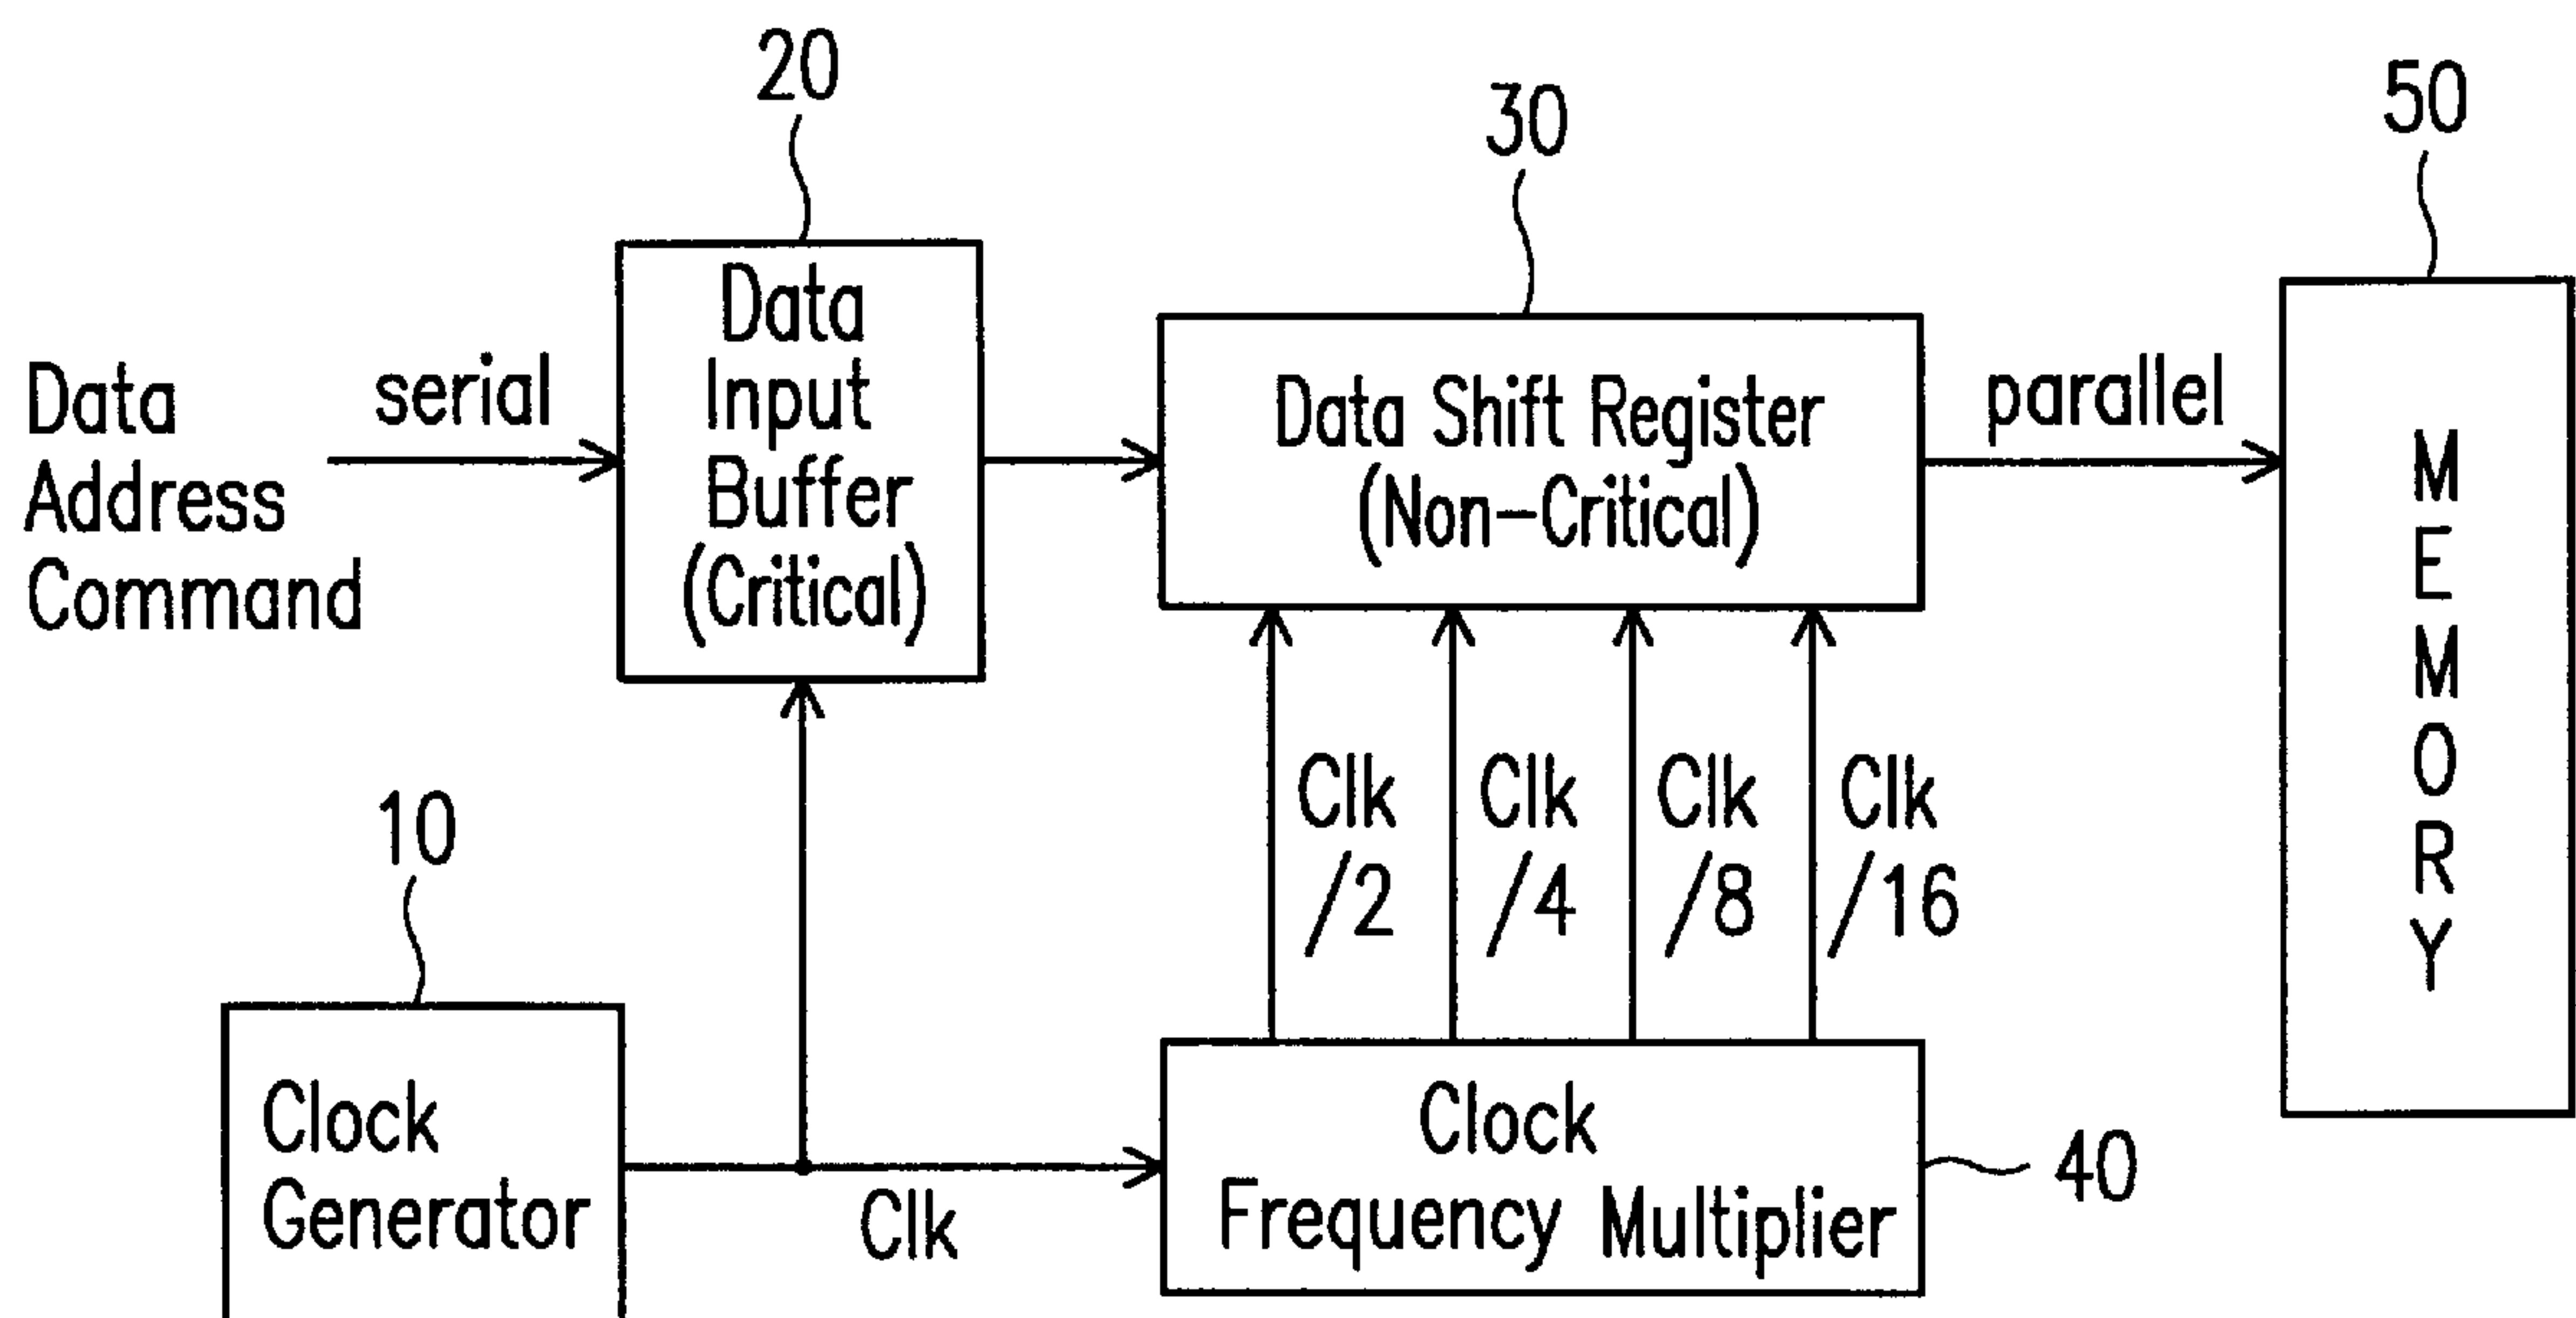 20
30
50
Data
Input
Buffer
(Critical)
Data
Address
Command
serial
Data Shift Register
(Non-Critical)
parallel
M
E
M
O
R
Y
Clk
/2
Clk
/4
Clk
/8
Clk
/16
10
Clock
Generator
Clk
Clock
Frequency Multiplier
40